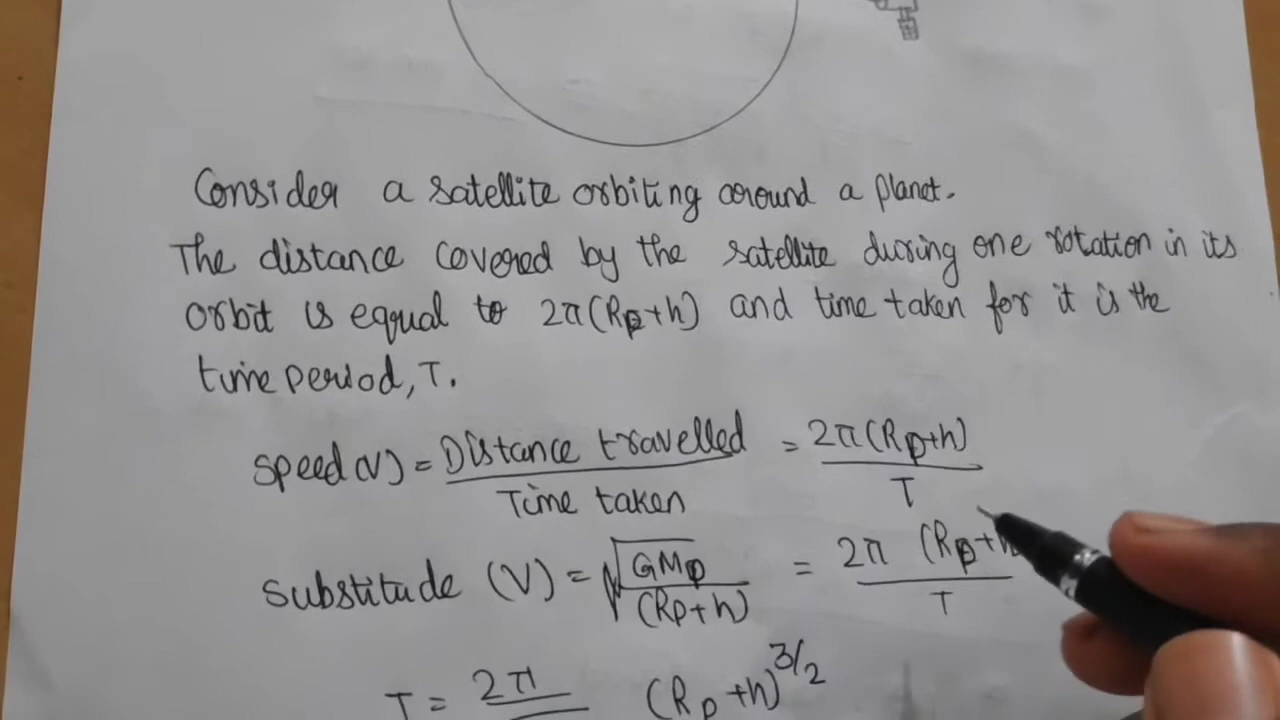 Consider a satellite orbiting around a planet.
The distance covered by the satellite during one rotation in its
orbit is equal to 2π(Rp+h) and time taken for it is the
time period, T.
Speed (V) = Distance travelled / Time taken = 2π(Rp+h) / T
Substitude (V) = √(GMp / (Rp+h)) = 2π (Rp+h / T
T = 2π (Rp+h)^3/2